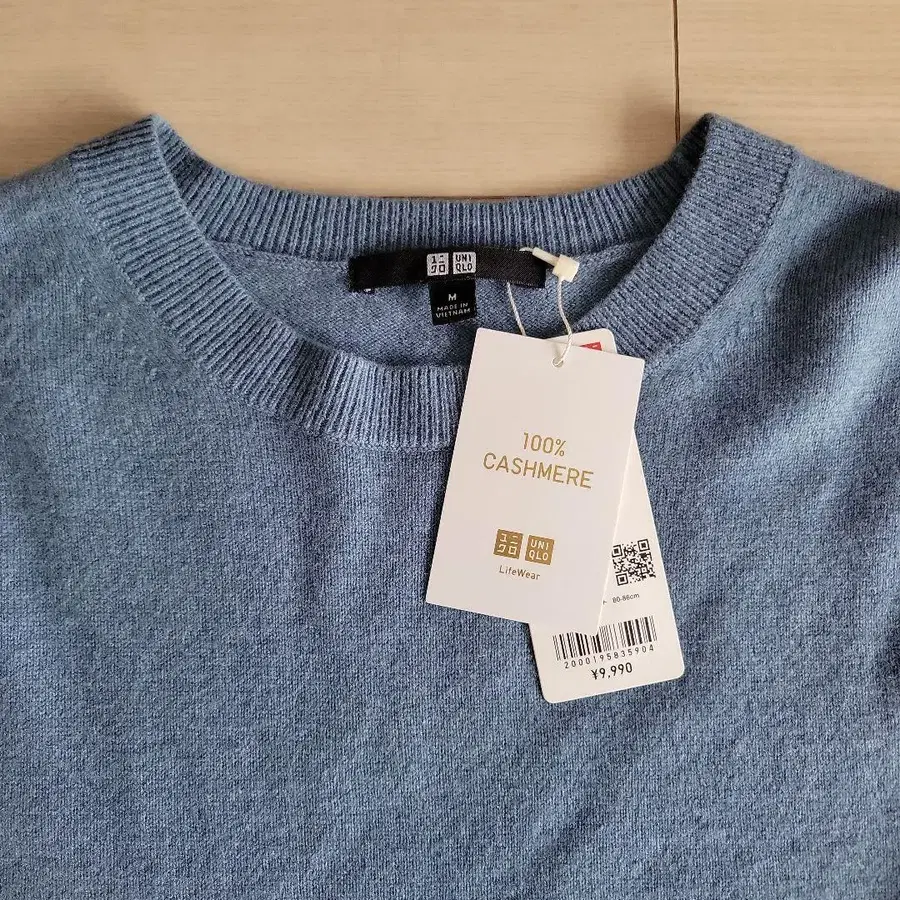 ユニ UNI
クロ QLO
M
MADE IN
VIETNAM
100%
CASHMERE
ユニ UNI
クロ QLO
LifeWear
80-86cm
2000195835904
¥9,990